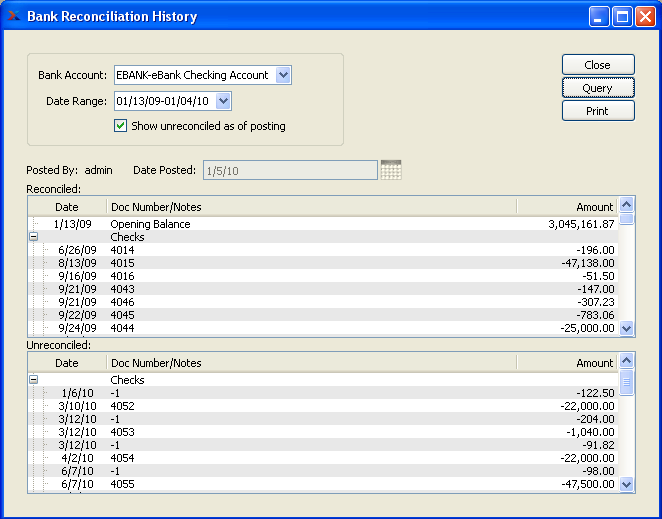 Bank Reconciliation History
Bank Account: EBANK-eBank Checking Account
Close
Date Range: 01/13/09-01/04/10
Query
Show unreconciled as of posting
Print
Posted By: admin Date Posted: 1/5/10
Reconciled:
Date Doc Number/Notes Amount
1/13/09 Opening Balance 3,045,161.87
Checks
6/26/09 4014 -196.00
8/13/09 4015 -47,138.00
9/16/09 4016 -51.50
9/21/09 4043 -147.00
9/21/09 4046 -307.23
9/22/09 4045 -783.06
9/24/09 4044 -25,000.00
Unreconciled:
Date Doc Number/Notes Amount
Checks
1/6/10 -1 -122.50
3/10/10 4052 -22,000.00
3/12/10 -1 -204.00
3/12/10 4053 -1,040.00
3/12/10 -1 -91.82
4/2/10 4054 -22,000.00
6/7/10 -1 -98.00
6/7/10 4055 -47,500.00